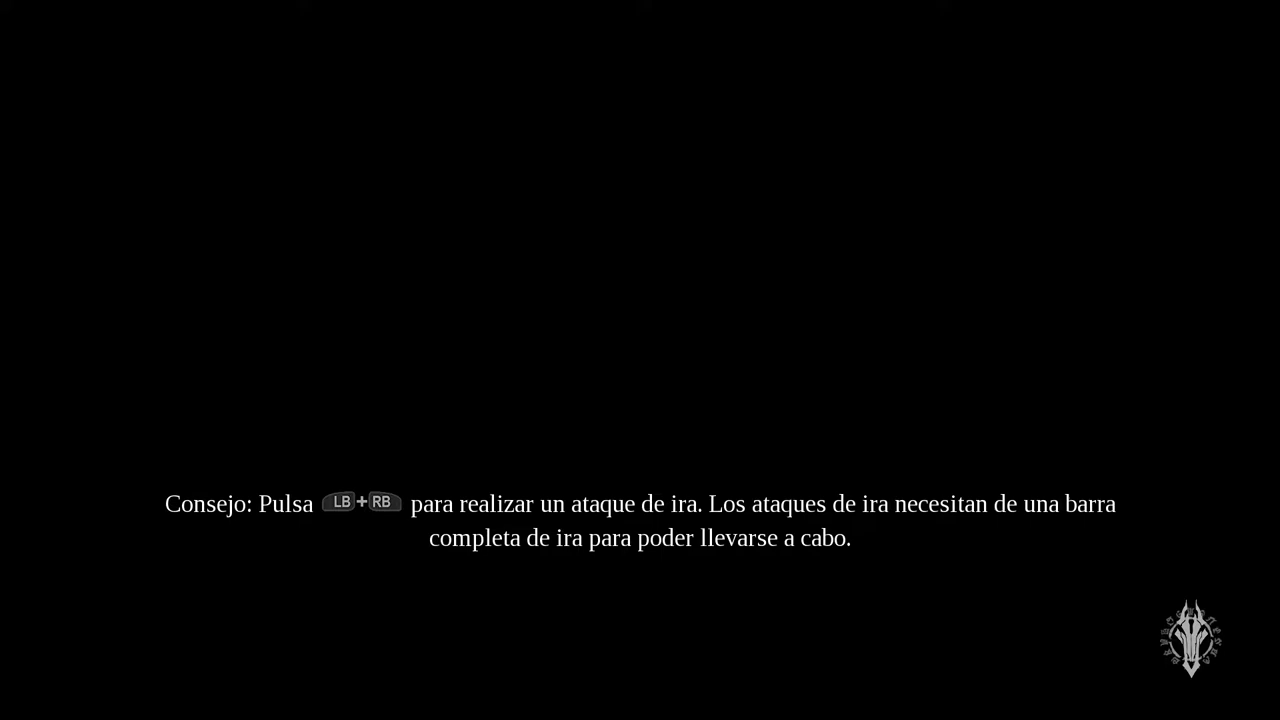 Consejo: Pulsa LB+RB para realizar un ataque de ira. Los ataques de ira necesitan de una barra
completa de ira para poder llevarse a cabo.